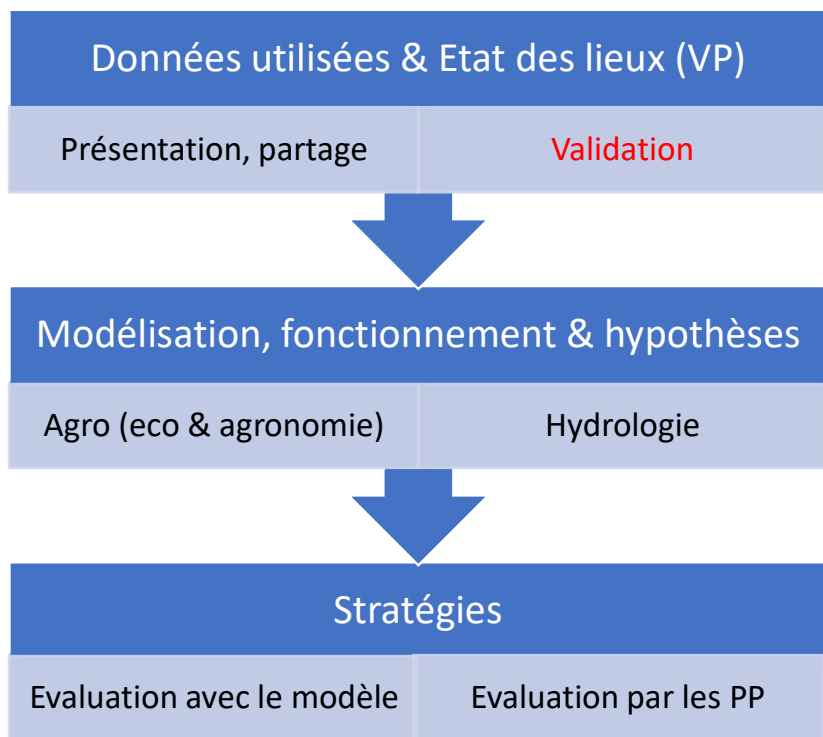 Données utilisées & Etat des lieux (VP)
Présentation, partage
Validation
Modélisation, fonctionnement & hypothèses
Agro (eco & agronomie)
Hydrologie
Stratégies
Evaluation avec le modèle
Evaluation par les PP